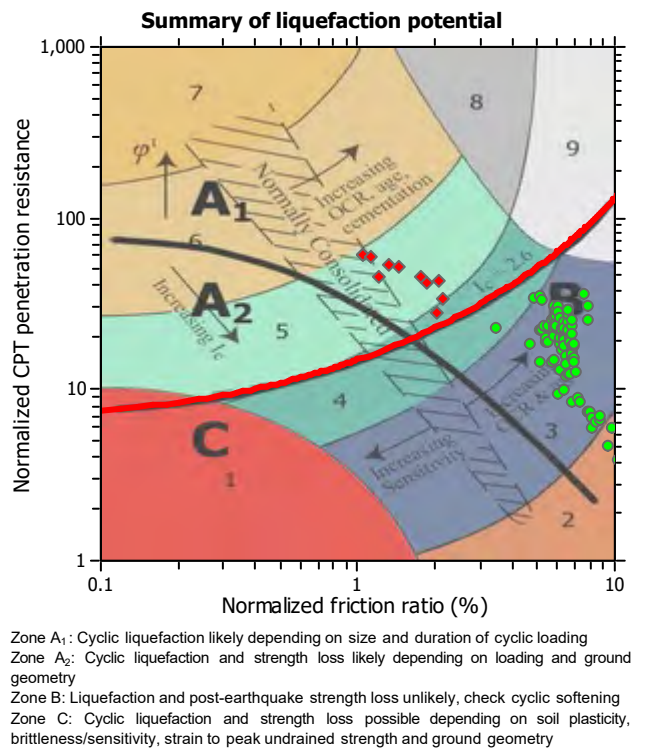 Summary of liquefaction potential
1,000
7
8
9
φ'
Increasing
OCR, age,
cementation
Normally Consolidated
A1
100
6
Ic = 2.6
A2
B
Increasing Ic
5
Normalized CPT penetration resistance
10
4
Increasing
OCR &
C
3
Increasing
Sensitivity
1
2
1
0.1
1
10
Normalized friction ratio (%)
Zone A1: Cyclic liquefaction likely depending on size and duration of cyclic loading
Zone A2: Cyclic liquefaction and strength loss likely depending on loading and ground
geometry
Zone B: Liquefaction and post-earthquake strength loss unlikely, check cyclic softening
Zone C: Cyclic liquefaction and strength loss possible depending on soil plasticity,
brittleness/sensitivity, strain to peak undrained strength and ground geometry